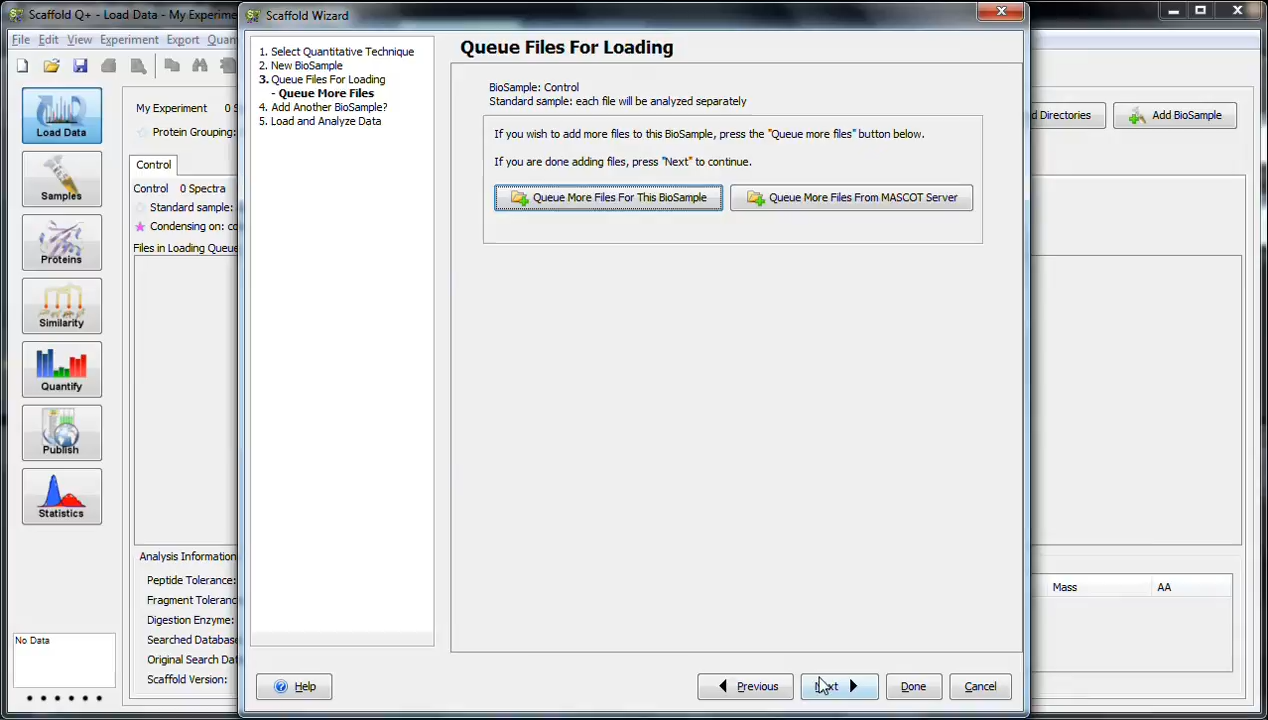 Scaffold Q+ - Load Data - My Experime
Scaffold Wizard
File Edit View Experiment Export Quan
Load Data
Samples
Proteins
Similarity
Quantify
Publish
Statistics
No Data
My Experiment 0 S
Protein Grouping:
Control
Control 0 Spectra
Standard sample:
Condensing on: co
Files in Loading Queue
Analysis Information
Peptide Tolerance:
Fragment Toleranc
Digestion Enzyme:
Searched Database
Original Search Dat
Scaffold Version:
1. Select Quantitative Technique
2. New BioSample
3. Queue Files For Loading
- Queue More Files
4. Add Another BioSample?
5. Load and Analyze Data
Queue Files For Loading
BioSample: Control
Standard sample: each file will be analyzed separately
If you wish to add more files to this BioSample, press the "Queue more files" button below.
If you are done adding files, press "Next" to continue.
Queue More Files For This BioSample
Queue More Files From MASCOT Server
Help
Previous
Next
Done
Cancel
d Directories
Add BioSample
Mass AA